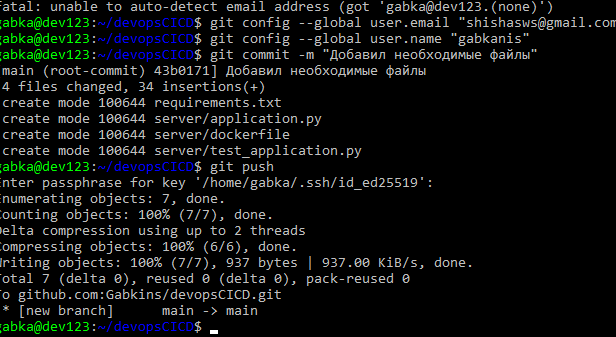 fatal: unable to auto-detect email address (got 'gabka@dev123.(none)')
gabka@dev123:~/devopsCICD$ git config --global user.email "shishasws@gmail.com
gabka@dev123:~/devopsCICD$ git config --global user.name "gabkanis"
gabka@dev123:~/devopsCICD$ git commit -m "Добавил необходимые файлы"
[main (root-commit) 43b0171] Добавил необходимые файлы
4 files changed, 34 insertions(+)
create mode 100644 requirements.txt
create mode 100644 server/application.py
create mode 100644 server/dockerfile
create mode 100644 server/test_application.py
gabka@dev123:~/devopsCICD$ git push
Enter passphrase for key '/home/gabka/.ssh/id_ed25519':
Enumerating objects: 7, done.
Counting objects: 100% (7/7), done.
Delta compression using up to 2 threads
Compressing objects: 100% (6/6), done.
Writing objects: 100% (7/7), 937 bytes | 937.00 KiB/s, done.
Total 7 (delta 0), reused 0 (delta 0), pack-reused 0
To github.com:Gabkins/devopsCICD.git
* [new branch] main -> main
gabka@dev123:~/devopsCICD$